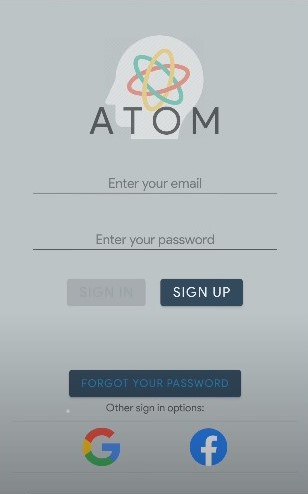 ATOM
Enter your email
Enter your password
SIGN IN SIGN UP
FORGOT YOUR PASSWORD
Other sign in options: